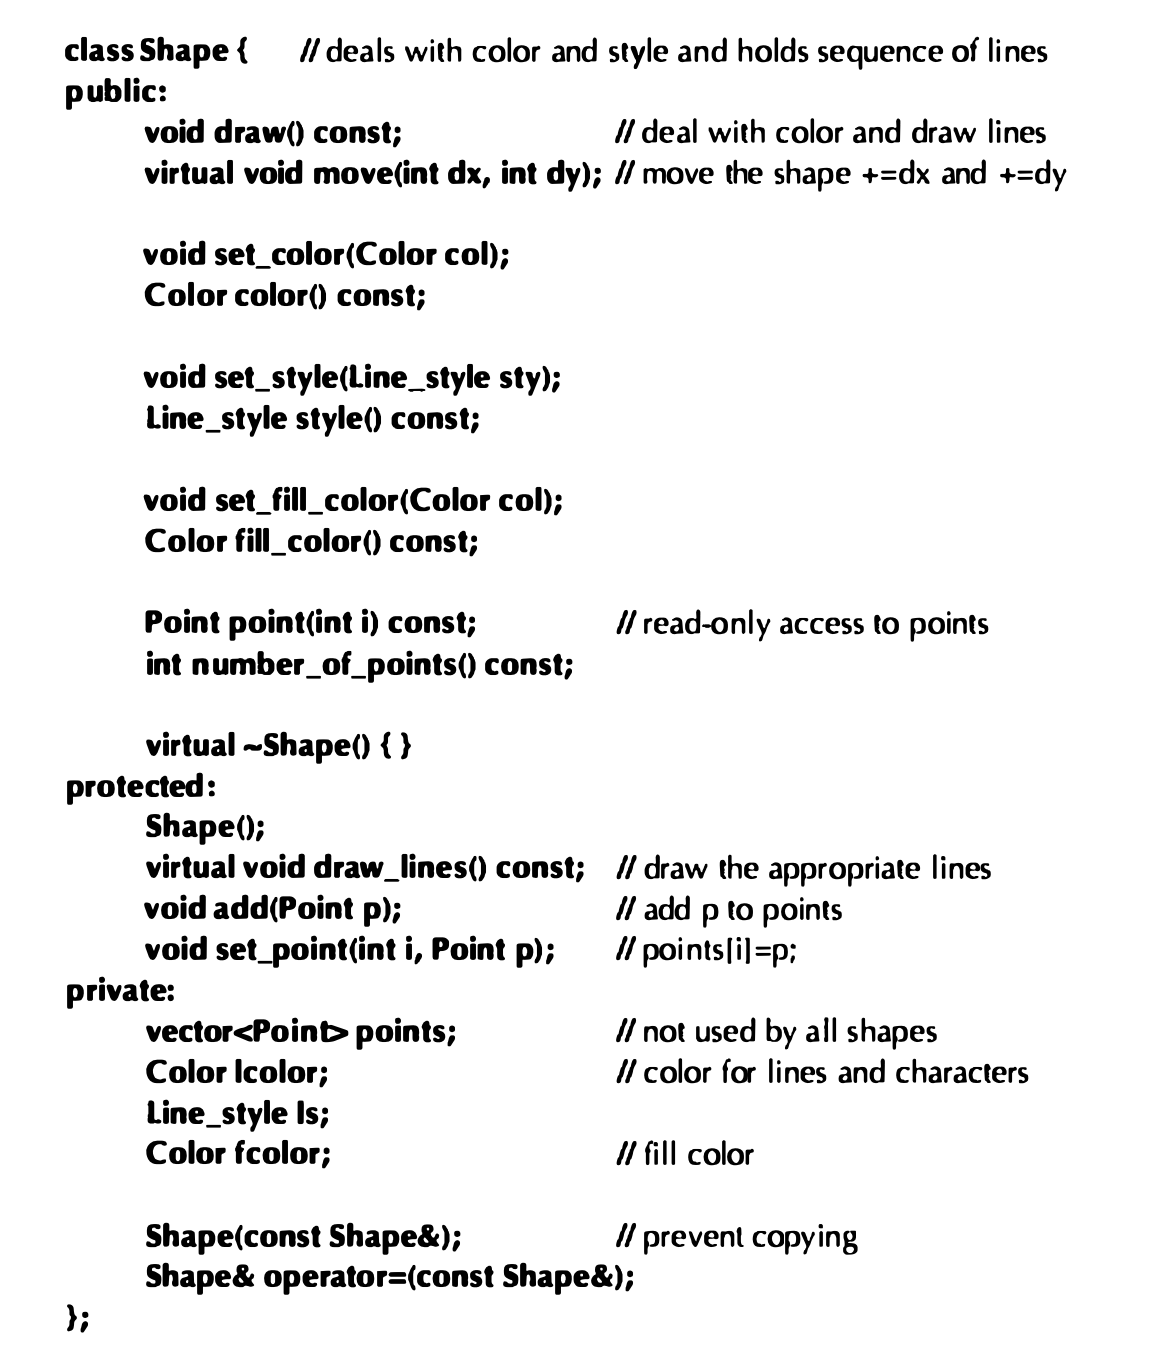 class Shape { // deals with color and style and holds sequence of lines
public:
void draw() const; // deal with color and draw lines
virtual void move(int dx, int dy); // move the shape +=dx and +=dy
void set_color(Color col);
Color color() const;
void set_style(Line_style sty);
Line_style style() const;
void set_fill_color(Color col);
Color fill_color() const;
Point point(int i) const; // read-only access to points
int number_of_points() const;
virtual ~Shape() { }
protected:
Shape();
virtual void draw_lines() const; // draw the appropriate lines
void add(Point p); // add p to points
void set_point(int i, Point p); // points[i]=p;
private:
vector<Point> points; // not used by all shapes
Color lcolor; // color for lines and characters
Line_style ls;
Color fcolor; // fill color
Shape(const Shape&); // prevent copying
Shape& operator=(const Shape&);
};